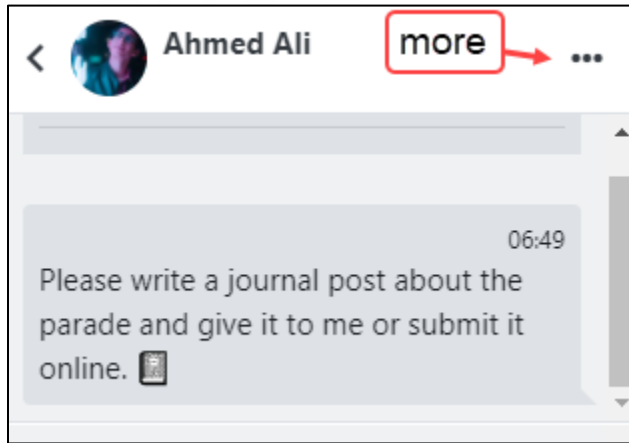 Ahmed Ali
more
06:49
Please write a journal post about the
parade and give it to me or submit it
online.